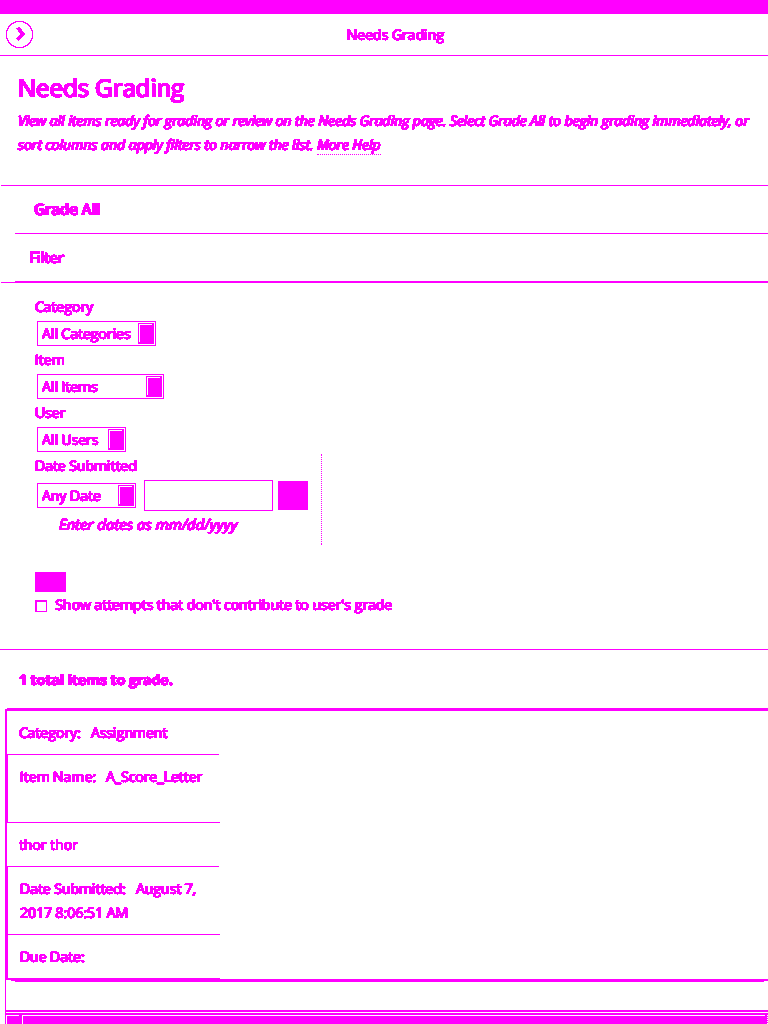 Needs Grading
Needs Grading
View all items ready for grading or review on the Needs Grading page. Select Grade All to begin grading immediately, or
sort columns and apply filters to narrow the list. More Help
Grade All
Filter
Category
All Categories
Item
All Items
User
All Users
Date Submitted
Any Date
Enter dates as mm/dd/yyyy
Show attempts that don't contribute to user's grade
1 total items to grade.
Category: Assignment
Item Name: A_Score_Letter
thor thor
Date Submitted: August 7,
2017 8:06:51 AM
Due Date: